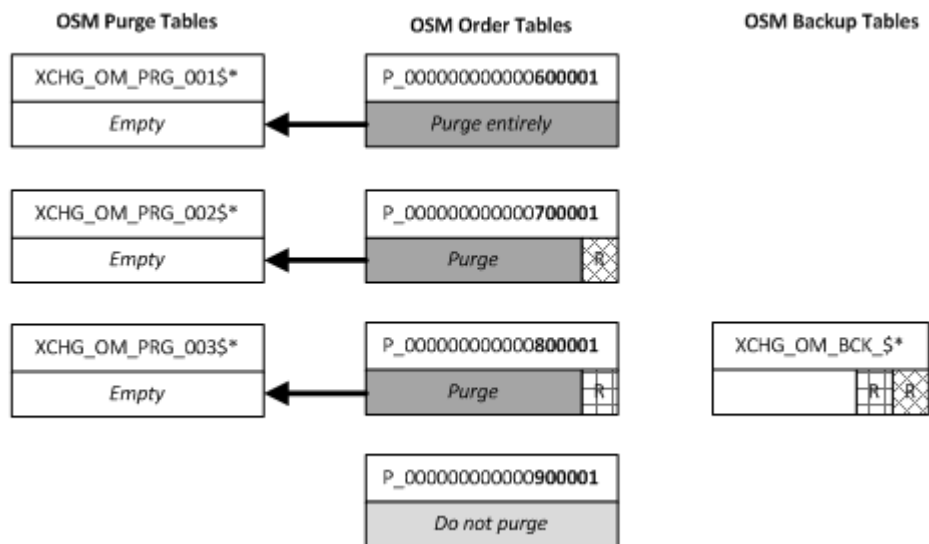 OSM Purge Tables
OSM Order Tables
OSM Backup Tables
XCHG_OM_PRG_001$*
P_000000000000600001
Empty
Purge entirely
XCHG_OM_PRG_002$*
P_000000000000700001
Empty
Purge
R
XCHG_OM_PRG_003$*
P_000000000000800001
XCHG_OM_BCK_$*
Empty
Purge
R
R
R
P_000000000000900001
Do not purge